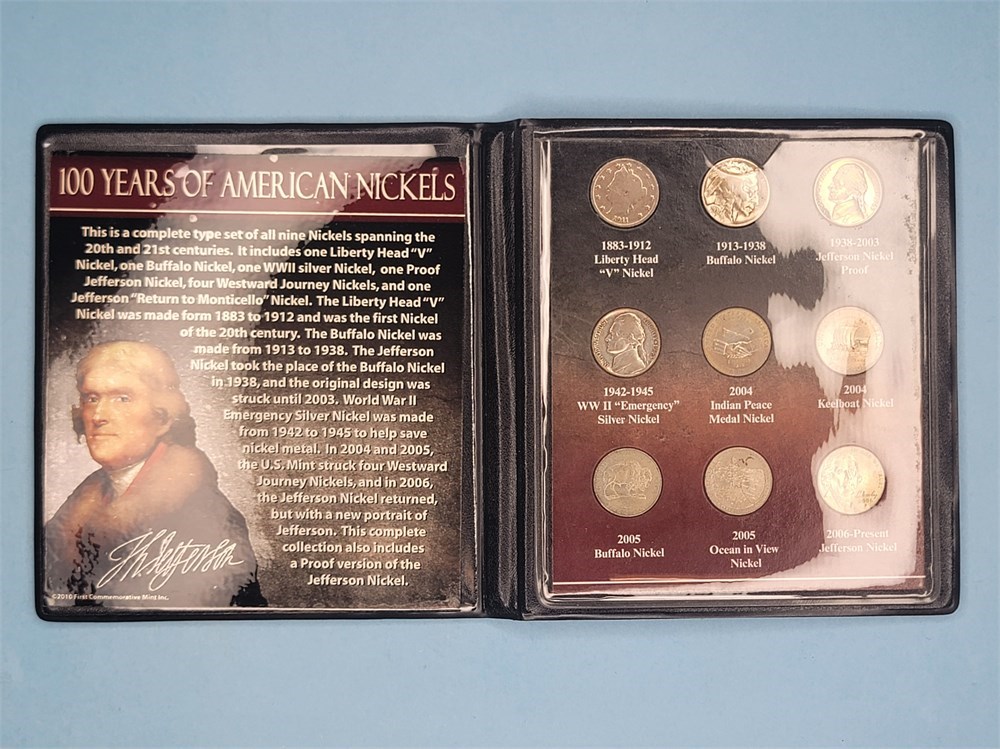 100 YEARS OF AMERICAN NICKELS
This is a complete type set of all nine Nickels spanning the
20th and 21st centuries. It includes one Liberty Head "V"
Nickel, one Buffalo Nickel, one WWII silver Nickel, one Proof
Jefferson Nickel, four Westward Journey Nickels, and one
Jefferson "Return to Monticello" Nickel. The Liberty Head "V"
Nickel was made form 1883 to 1912 and was the first Nickel
of the 20th century. The Buffalo Nickel was
made from 1913 to 1938. The Jefferson
Nickel took the place of the Buffalo Nickel
in 1938, and the original design was
struck until 2003. World War II
Emergency Silver Nickel was made
from 1942 to 1945 to help save
nickel metal. In 2004 and 2005,
the U.S. Mint struck four Westward
Journey Nickels, and in 2006,
the Jefferson Nickel returned,
but with a new portrait of
Jefferson. This complete
collection also includes
a Proof version of the
Jefferson Nickel.
Th Jefferson
©2010 First Commemorative Mint Inc.
1883-1912
Liberty Head
"V" Nickel
1913-1938
Buffalo Nickel
1938-2003
Jefferson Nickel
Proof
1942-1945
WW II "Emergency"
Silver Nickel
2004
Indian Peace
Medal Nickel
2004
Keelboat Nickel
2005
Buffalo Nickel
2005
Ocean in View
Nickel
2006-Present
Jefferson Nickel